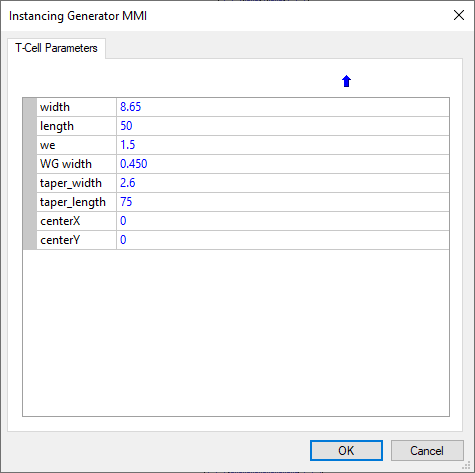 Instancing Generator MMI
T-Cell Parameters
width 8.65
length 50
we 1.5
WG width 0.450
taper_width 2.6
taper_length 75
centerX 0
centerY 0
OK Cancel